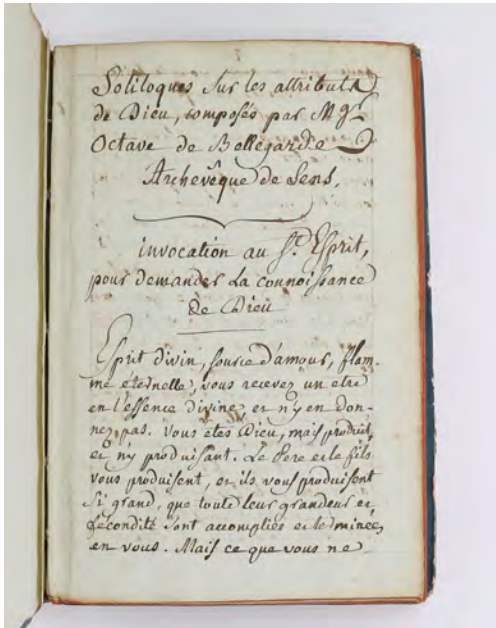 Soliloques sur les attributs
de Dieu, composés par Mgr
Octave de Bellegarde
Archevêque de Sens.
invocation au St. Esprit,
pour demander la connoissance
de Dieu
Esprit divin, source d'amour, flam-
me éternelle, vous recevez un etre
en l'essence divine, et n'y en don-
nez pas. Vous etes Dieu, mais produit,
et n'y produisant. Le Pere et le fils
vous produisent, et ils vous produisent
si grand, que toute leur grandeur et
fécondité sont accomplies et terminées
en vous. Mais ce que vous ne